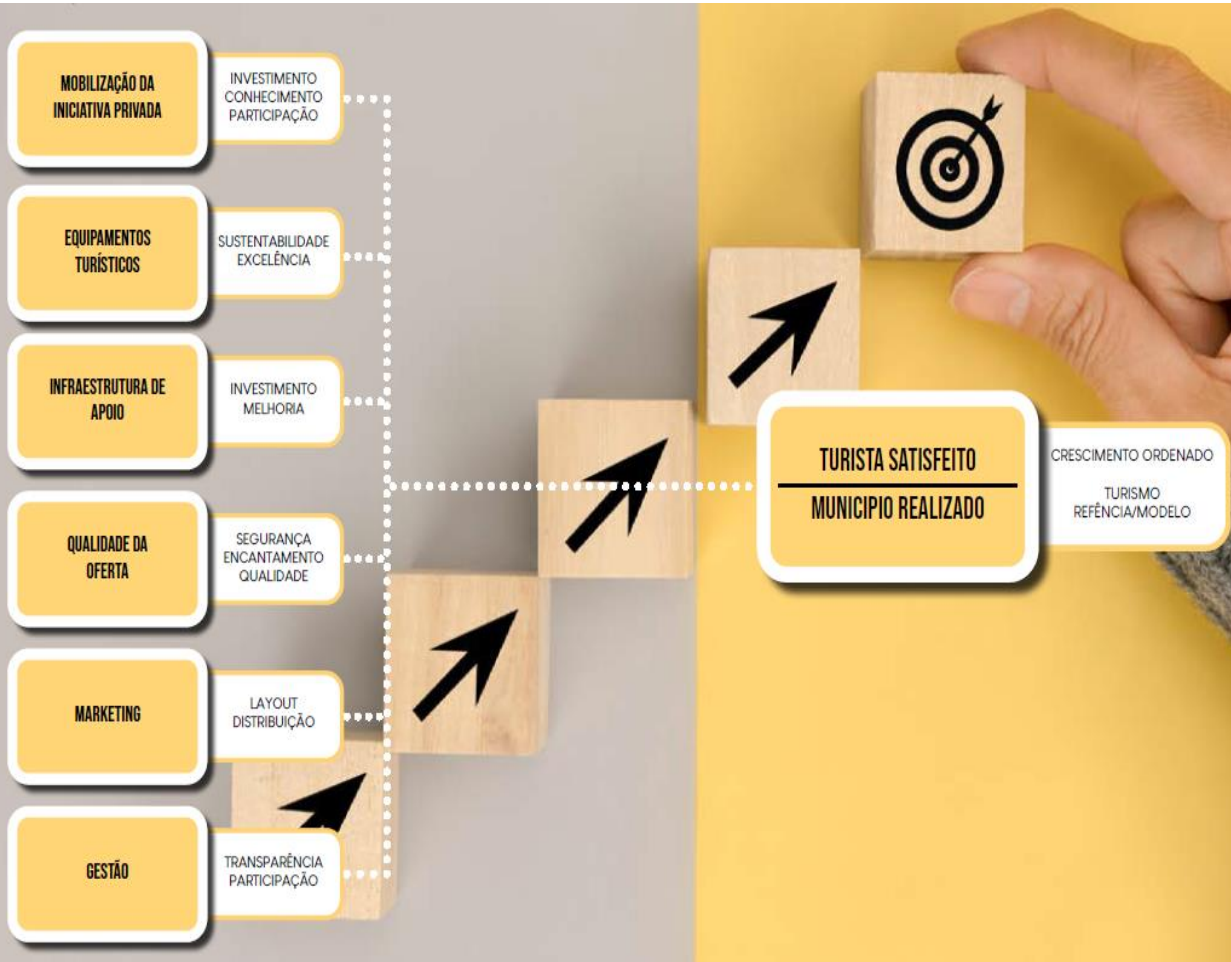 MOBILIZAÇÃO DA
INICIATIVA PRIVADA
INVESTIMENTO
CONHECIMENTO
PARTICIPAÇÃO
EQUIPAMENTOS
TURÍSTICOS
SUSTENTABILIDADE
EXCELÊNCIA
INFRAESTRUTURA DE
APOIO
INVESTIMENTO
MELHORIA
QUALIDADE DA
OFERTA
SEGURANÇA
ENCANTAMENTO
QUALIDADE
MARKETING
LAYOUT
DISTRIBUIÇÃO
GESTÃO
TRANSPARÊNCIA
PARTICIPAÇÃO
TURISTA SATISFEITO
MUNICIPIO REALIZADO
CRESCIMENTO ORDENADO
TURISMO
REFÊNCIA/MODELO